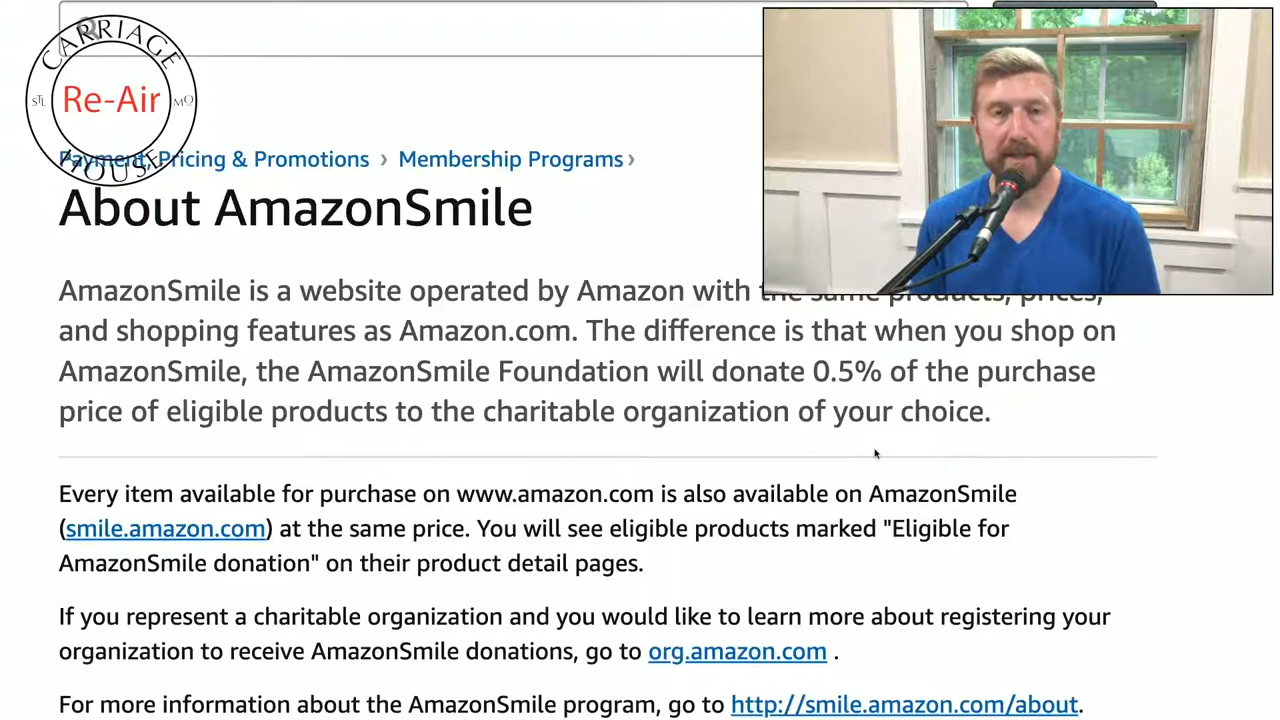 CARRIAGE
STL Re-Air MO
HOUSE
Payment, Pricing & Promotions › Membership Programs ›
About AmazonSmile
AmazonSmile is a website operated by Amazon with the same products, prices,
and shopping features as Amazon.com. The difference is that when you shop on
AmazonSmile, the AmazonSmile Foundation will donate 0.5% of the purchase
price of eligible products to the charitable organization of your choice.
Every item available for purchase on www.amazon.com is also available on AmazonSmile
(smile.amazon.com) at the same price. You will see eligible products marked "Eligible for
AmazonSmile donation" on their product detail pages.
If you represent a charitable organization and you would like to learn more about registering your
organization to receive AmazonSmile donations, go to org.amazon.com .
For more information about the AmazonSmile program, go to http://smile.amazon.com/about.